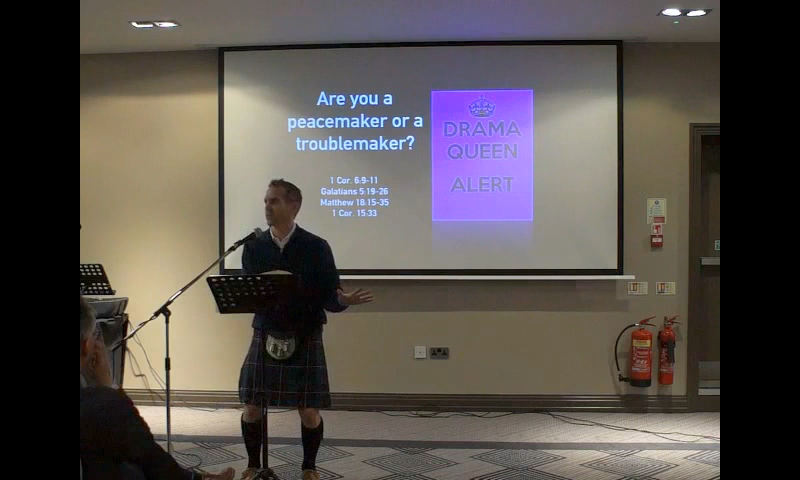 Are you a
peacemaker or a
troublemaker?
1 Cor. 6:9-11
Galatians 5:19-26
Matthew 18:15-35
1 Cor. 15:33
DRAMA
QUEEN
ALERT